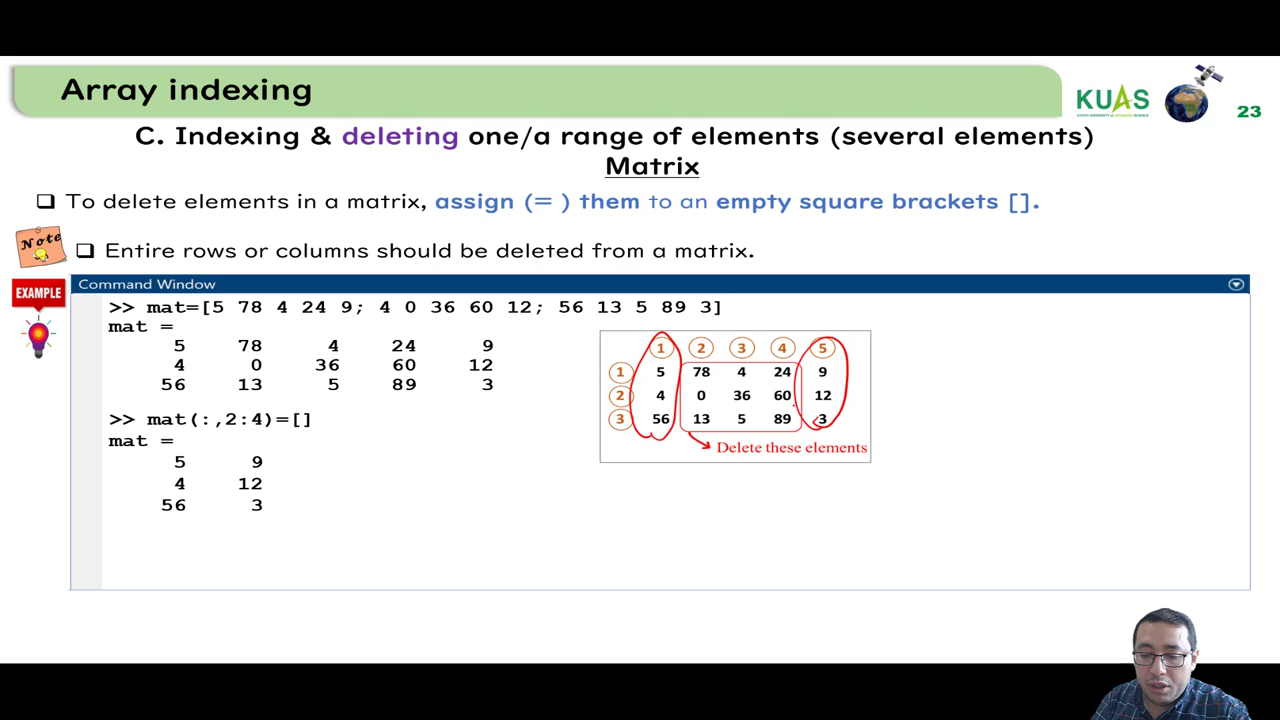 Array indexing
KUAS
KYOTO UNIVERSITY of ADVANCED SCIENCE
23
C. Indexing & deleting one/a range of elements (several elements)
Matrix
To delete elements in a matrix, assign (= ) them to an empty square brackets [].
Note
Entire rows or columns should be deleted from a matrix.
EXAMPLE
Command Window
>> mat=[5 78 4 24 9; 4 0 36 60 12; 56 13 5 89 3]
mat =
5 78 4 24 9
4 0 36 60 12
56 13 5 89 3
>> mat(:,2:4)=[]
mat =
5 9
4 12
56 3
1 2 3 4 5
1 5 78 4 24 9
2 4 0 36 60 12
3 56 13 5 89 3
Delete these elements